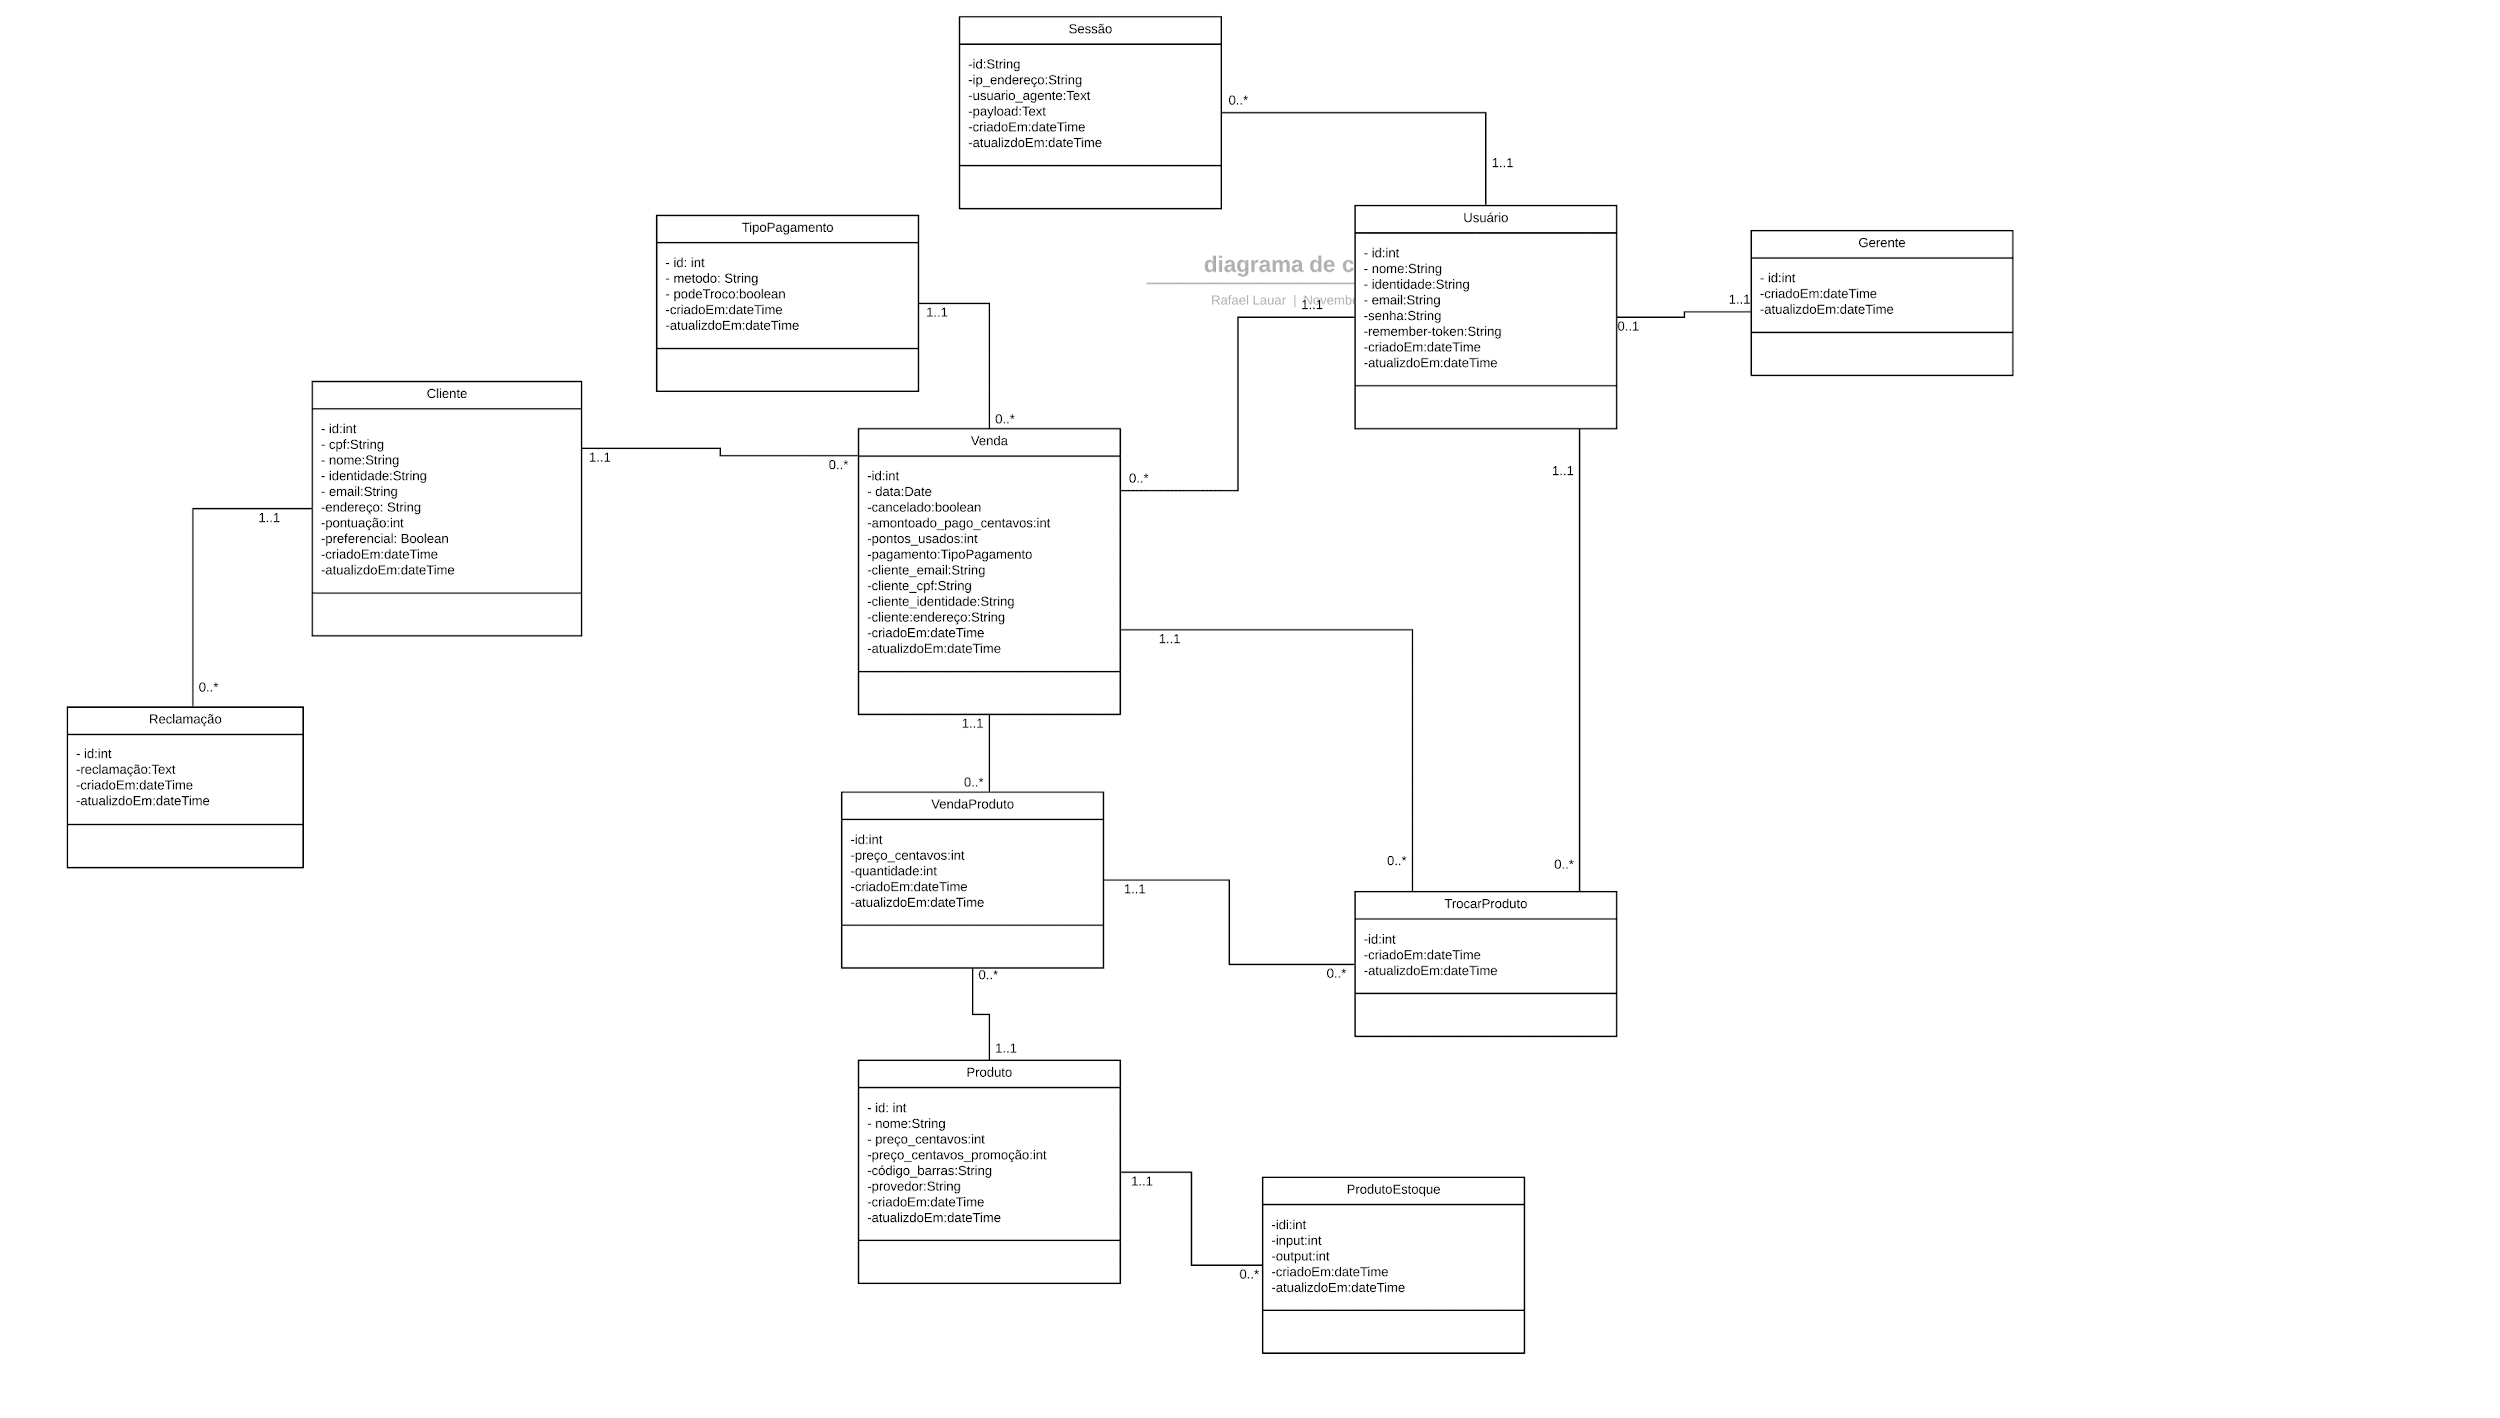 Sessão
-id:String
-ip_endereço:String
-usuario_agente:Text
-payload:Text
-criadoEm:dateTime
-atualizdoEm:dateTime
0..*
1..1
TipoPagamento
- id: int
- metodo: String
- podeTroco:boolean
-criadoEm:dateTime
-atualizdoEm:dateTime
1..1
0..*
diagrama de c
Rafael Lauar |
1..1
Usuário
- id:int
- nome:String
- identidade:String
- email:String
-senha:String
-remember-token:String
-criadoEm:dateTime
-atualizdoEm:dateTime
0..1
1..1
Gerente
- id:int
-criadoEm:dateTime
-atualizdoEm:dateTime
Cliente
- id:int
- cpf:String
- nome:String
- identidade:String
- email:String
-endereço: String
-pontuação:int
-preferencial: Boolean
-criadoEm:dateTime
-atualizdoEm:dateTime
1..1
0..*
1..1
0..*
Venda
-id:int
- data:Date
-cancelado:boolean
-amontoado_pago_centavos:int
-pontos_usados:int
-pagamento:TipoPagamento
-cliente_email:String
-cliente_cpf:String
-cliente_identidade:String
-cliente:endereço:String
-criadoEm:dateTime
-atualizdoEm:dateTime
0..*
1..1
1..1
1..1
0..*
0..*
0..*
Reclamação
- id:int
-reclamação:Text
-criadoEm:dateTime
-atualizdoEm:dateTime
VendaProduto
-id:int
-preço_centavos:int
-quantidade:int
-criadoEm:dateTime
-atualizdoEm:dateTime
1..1
0..*
0..*
1..1
TrocarProduto
-id:int
-criadoEm:dateTime
-atualizdoEm:dateTime
Produto
- id: int
- nome:String
- preço_centavos:int
-preço_centavos_promoção:int
-código_barras:String
-provedor:String
-criadoEm:dateTime
-atualizdoEm:dateTime
1..1
0..*
ProdutoEstoque
-idi:int
-input:int
-output:int
-criadoEm:dateTime
-atualizdoEm:dateTime